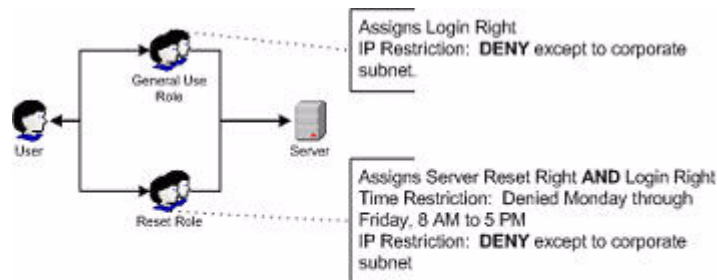 Assigns Login Right
IP Restriction: DENY except to corporate
subnet.
General Use
Role
User
Server
Reset Role
Assigns Server Reset Right AND Login Right
Time Restriction: Denied Monday through
Friday, 8 AM to 5 PM
IP Restriction: DENY except to corporate
subnet